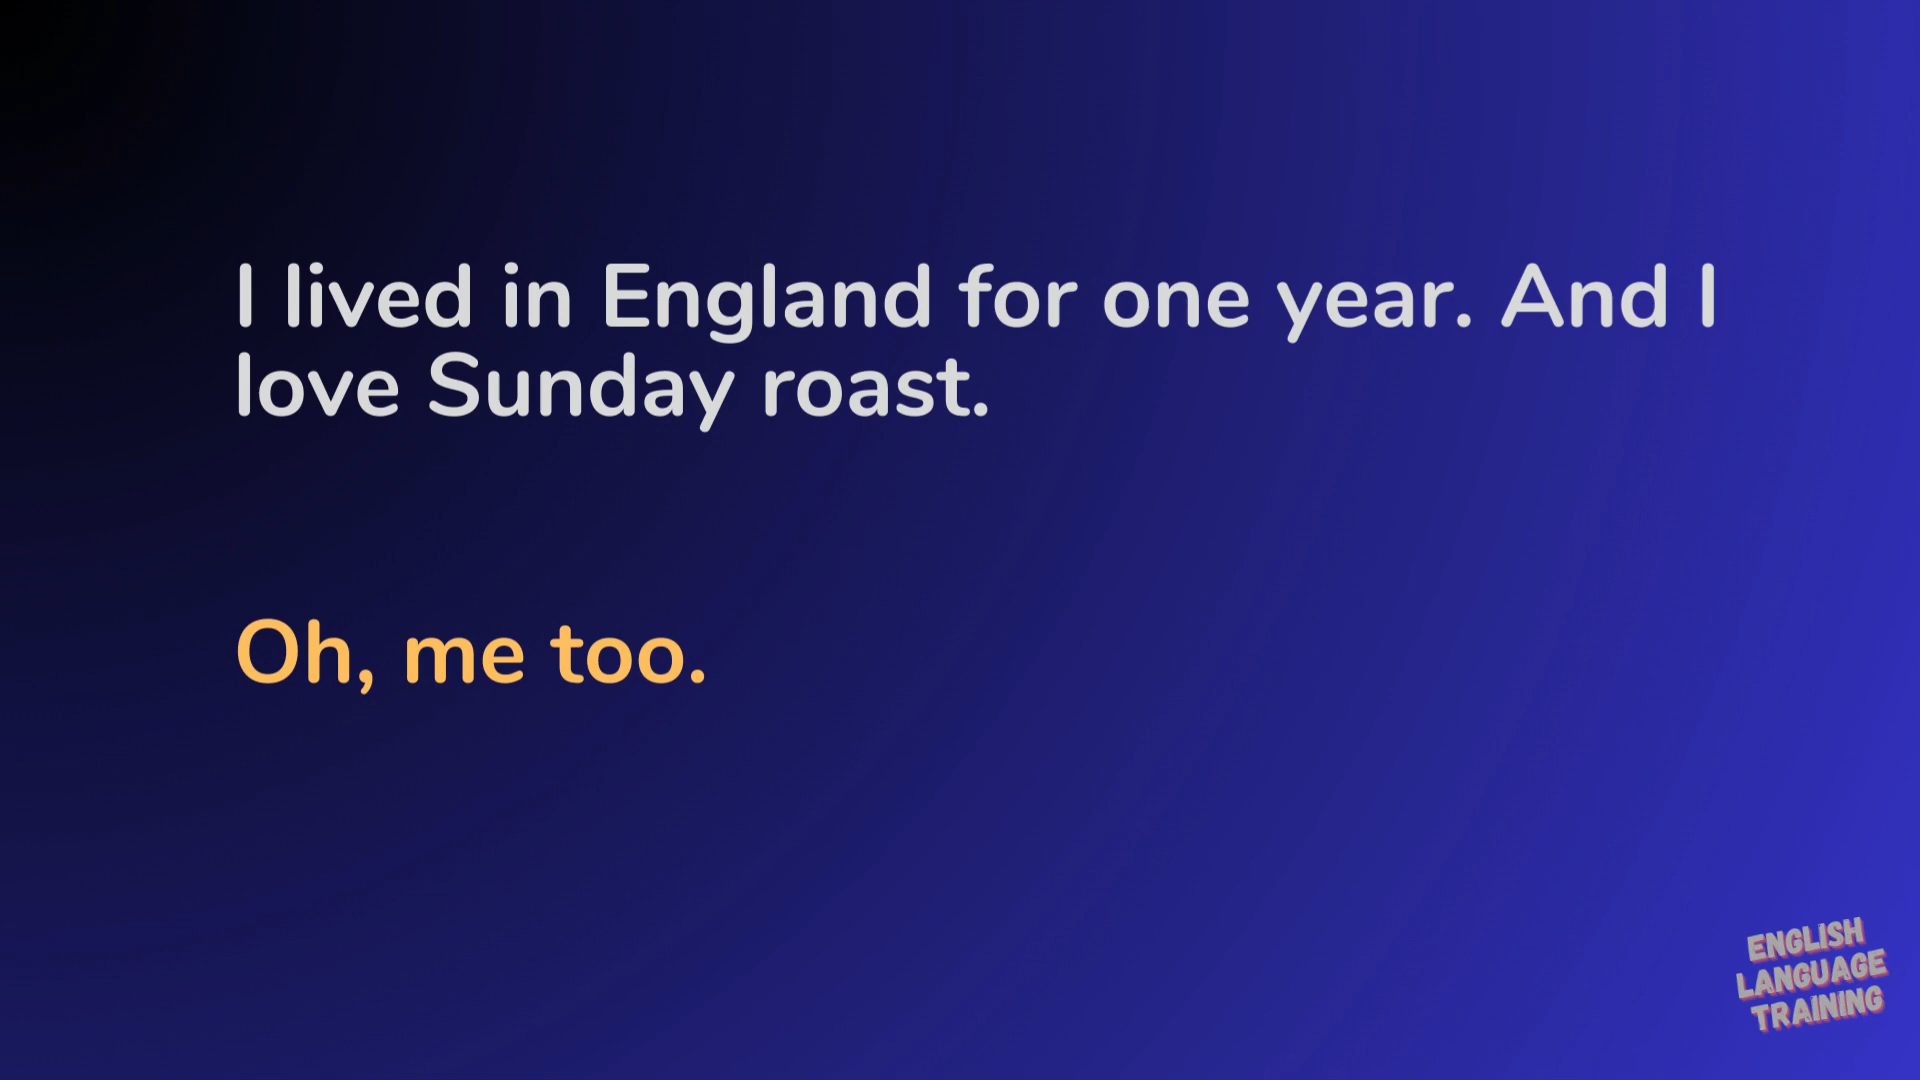 I lived in England for one year. And I
love Sunday roast.
Oh, me too.
ENGLISH
LANGUAGE
TRAINING